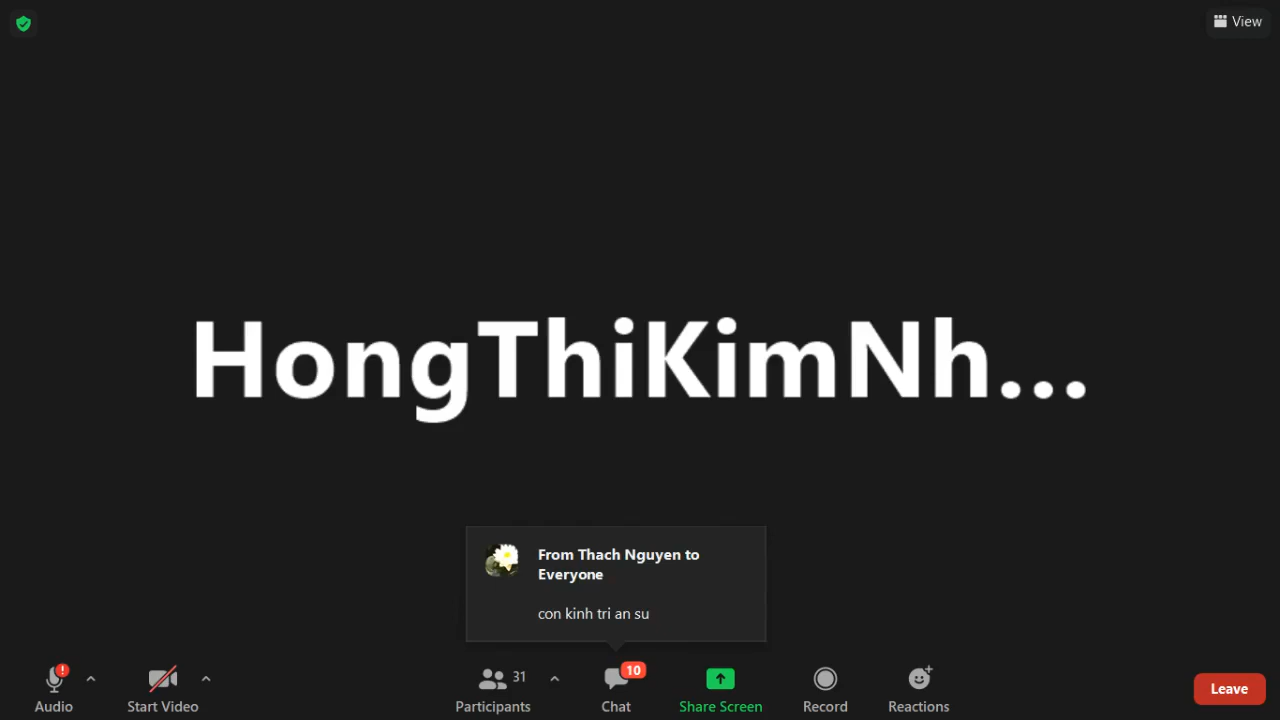 View
HongThiKimNh...
From Thach Nguyen to
Everyone
con kinh tri an su
Audio
Start Video
31
Participants
10
Chat
Share Screen
Record
Reactions
Leave